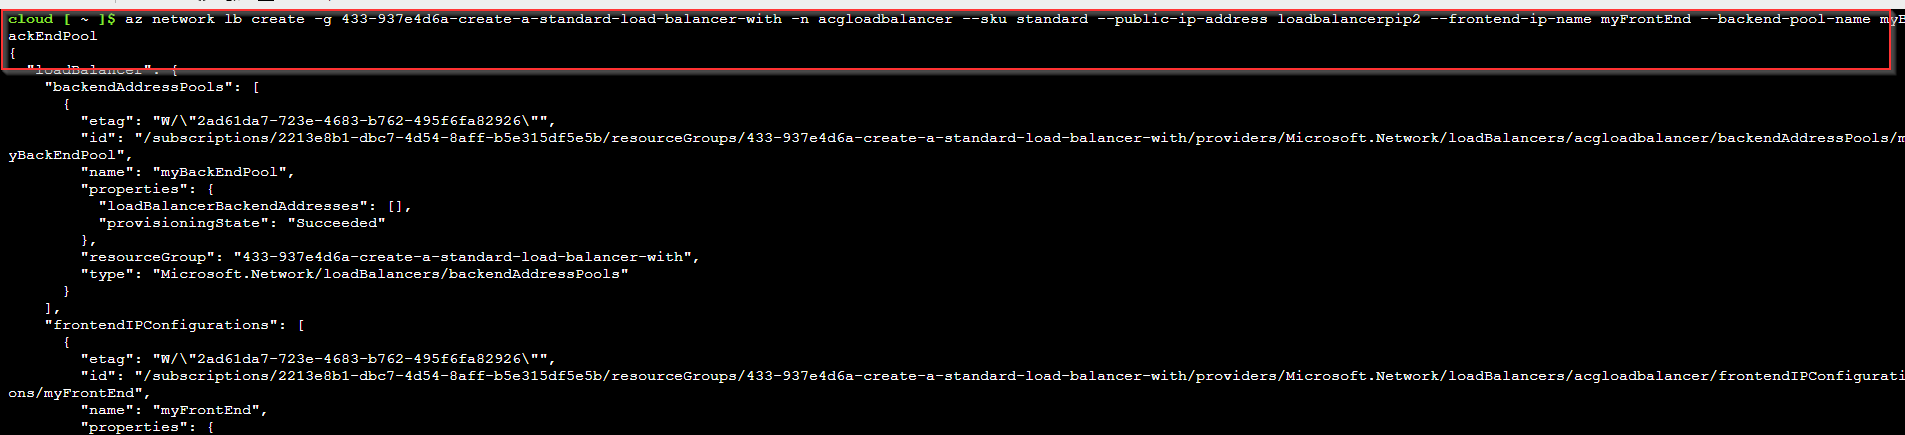 cloud [ ~ ]$ az network lb create -g 433-937e4d6a-create-a-standard-load-balancer-with -n acgloadbalancer --sku standard --public-ip-address loadbalancerpip2 --frontend-ip-name myFrontEnd --backend-pool-name myB
ackEndPool
{
  "loadBalancer": {
    "backendAddressPools": [
      {
        "etag": "W/\"2ad61da7-723e-4683-b762-495f6fa82926\"",
        "id": "/subscriptions/2213e8b1-dbc7-4d54-8aff-b5e315df5e5b/resourceGroups/433-937e4d6a-create-a-standard-load-balancer-with/providers/Microsoft.Network/loadBalancers/acgloadbalancer/backendAddressPools/m
yBackEndPool",
        "name": "myBackEndPool",
        "properties": {
          "loadBalancerBackendAddresses": [],
          "provisioningState": "Succeeded"
        },
        "resourceGroup": "433-937e4d6a-create-a-standard-load-balancer-with",
        "type": "Microsoft.Network/loadBalancers/backendAddressPools"
      }
    ],
    "frontendIPConfigurations": [
      {
        "etag": "W/\"2ad61da7-723e-4683-b762-495f6fa82926\"",
        "id": "/subscriptions/2213e8b1-dbc7-4d54-8aff-b5e315df5e5b/resourceGroups/433-937e4d6a-create-a-standard-load-balancer-with/providers/Microsoft.Network/loadBalancers/acgloadbalancer/frontendIPConfigurati
ons/myFrontEnd",
        "name": "myFrontEnd",
        "properties": {